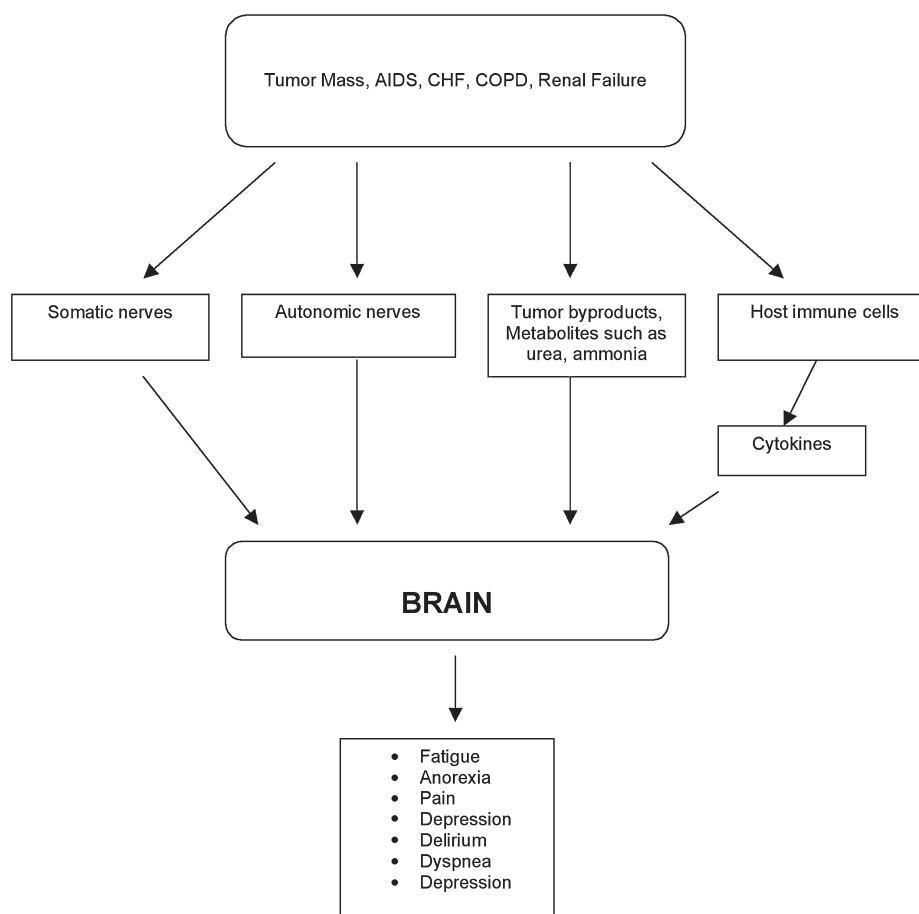 Tumor Mass, AIDS, CHF, COPD, Renal Failure
Somatic nerves
Autonomic nerves
Tumor byproducts,
Metabolites such as
urea, ammonia
Host immune cells
Cytokines
BRAIN
• Fatigue
• Anorexia
• Pain
• Depression
• Delirium
• Dyspnea
• Depression